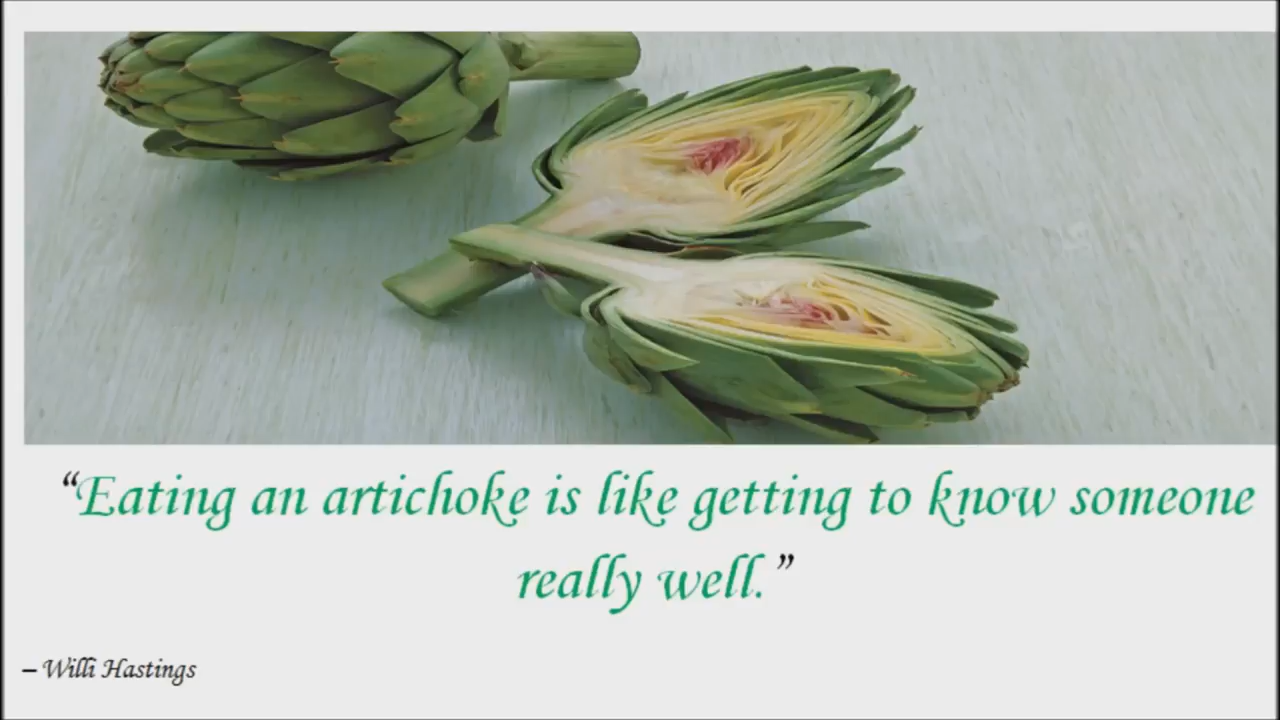 “Eating an artichoke is like getting to know someone
really well.”
– Willi Hastings